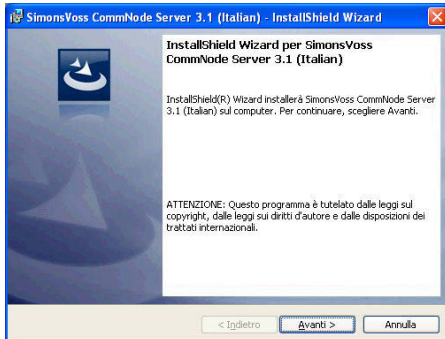 SimonsVoss CommNode Server 3.1 (Italian) - InstallShield Wizard
InstallShield Wizard per SimonsVoss
CommNode Server 3.1 (Italian)
InstallShield(R) Wizard installerà SimonsVoss CommNode Server
3.1 (Italian) sul computer. Per continuare, scegliere Avanti.
ATTENZIONE: Questo programma è tutelato dalle leggi sul
copyright, dalle leggi sui diritti d'autore e dalle disposizioni dei
trattati internazionali.
< Indietro
Avanti >
Annulla